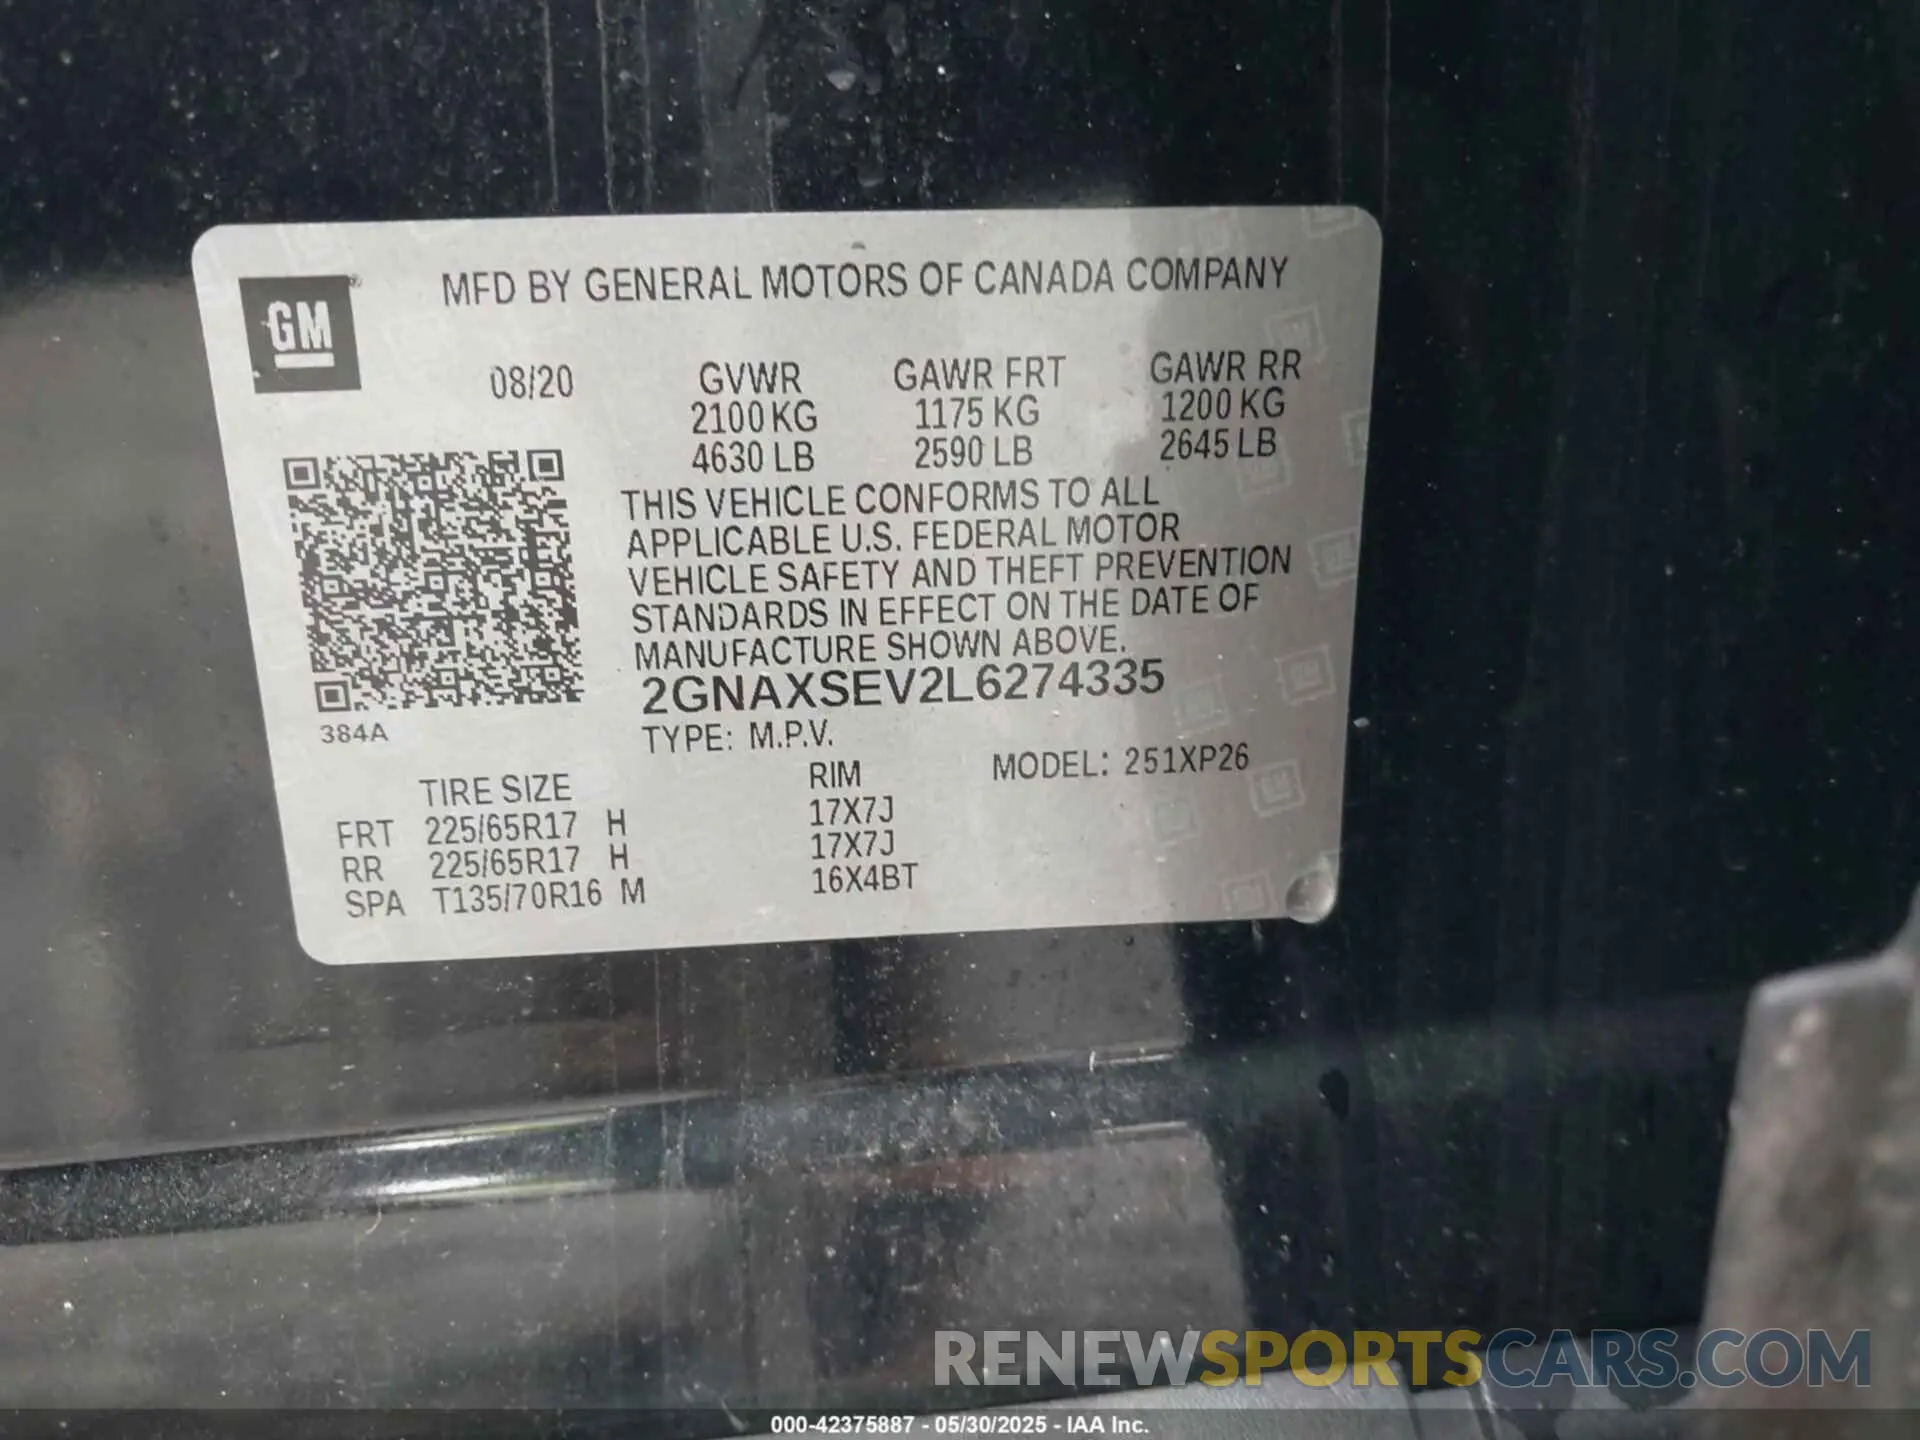 MFD BY GENERAL MOTORS OF CANADA COMPANY
GM®
08/20 GVWR GAWR FRT GAWR RR
2100 KG 1175 KG 1200 KG
4630 LB 2590 LB 2645 LB
THIS VEHICLE CONFORMS TO ALL
APPLICABLE U.S. FEDERAL MOTOR
VEHICLE SAFETY AND THEFT PREVENTION
STANDARDS IN EFFECT ON THE DATE OF
MANUFACTURE SHOWN ABOVE.
2GNAXSEV2L6274335
384A
TYPE: M.P.V.
TIRE SIZE RIM MODEL: 251XP26
FRT 225/65R17 H 17X7J
RR 225/65R17 H 17X7J
SPA T135/70R16 M 16X4BT
RENEWSPORTSCARS.COM
000-42375887 - 05/30/2025 - IAA Inc.